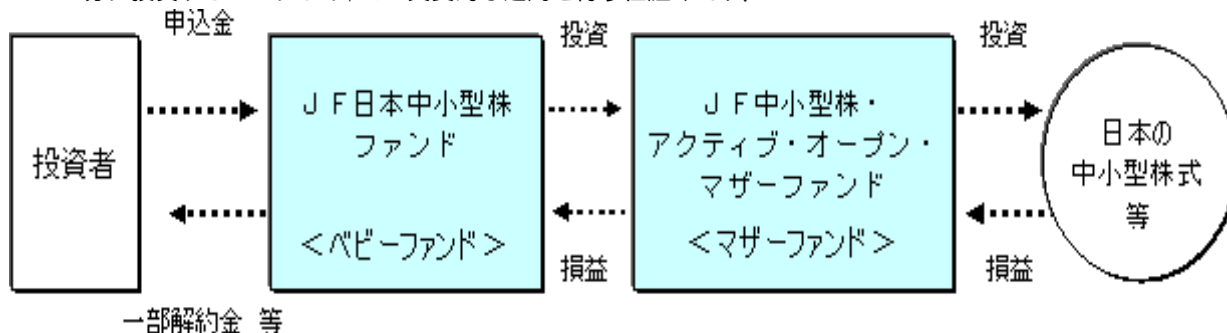 申込金
投資
投資
投資者
ＪＦ日本中小型株
ファンド
＜ベビーファンド＞
ＪＦ中小型株・
アクティブ・オープン・
マザーファンド
＜マザーファンド＞
日本の
中小型株式
等
損益
損益
一部解約金 等